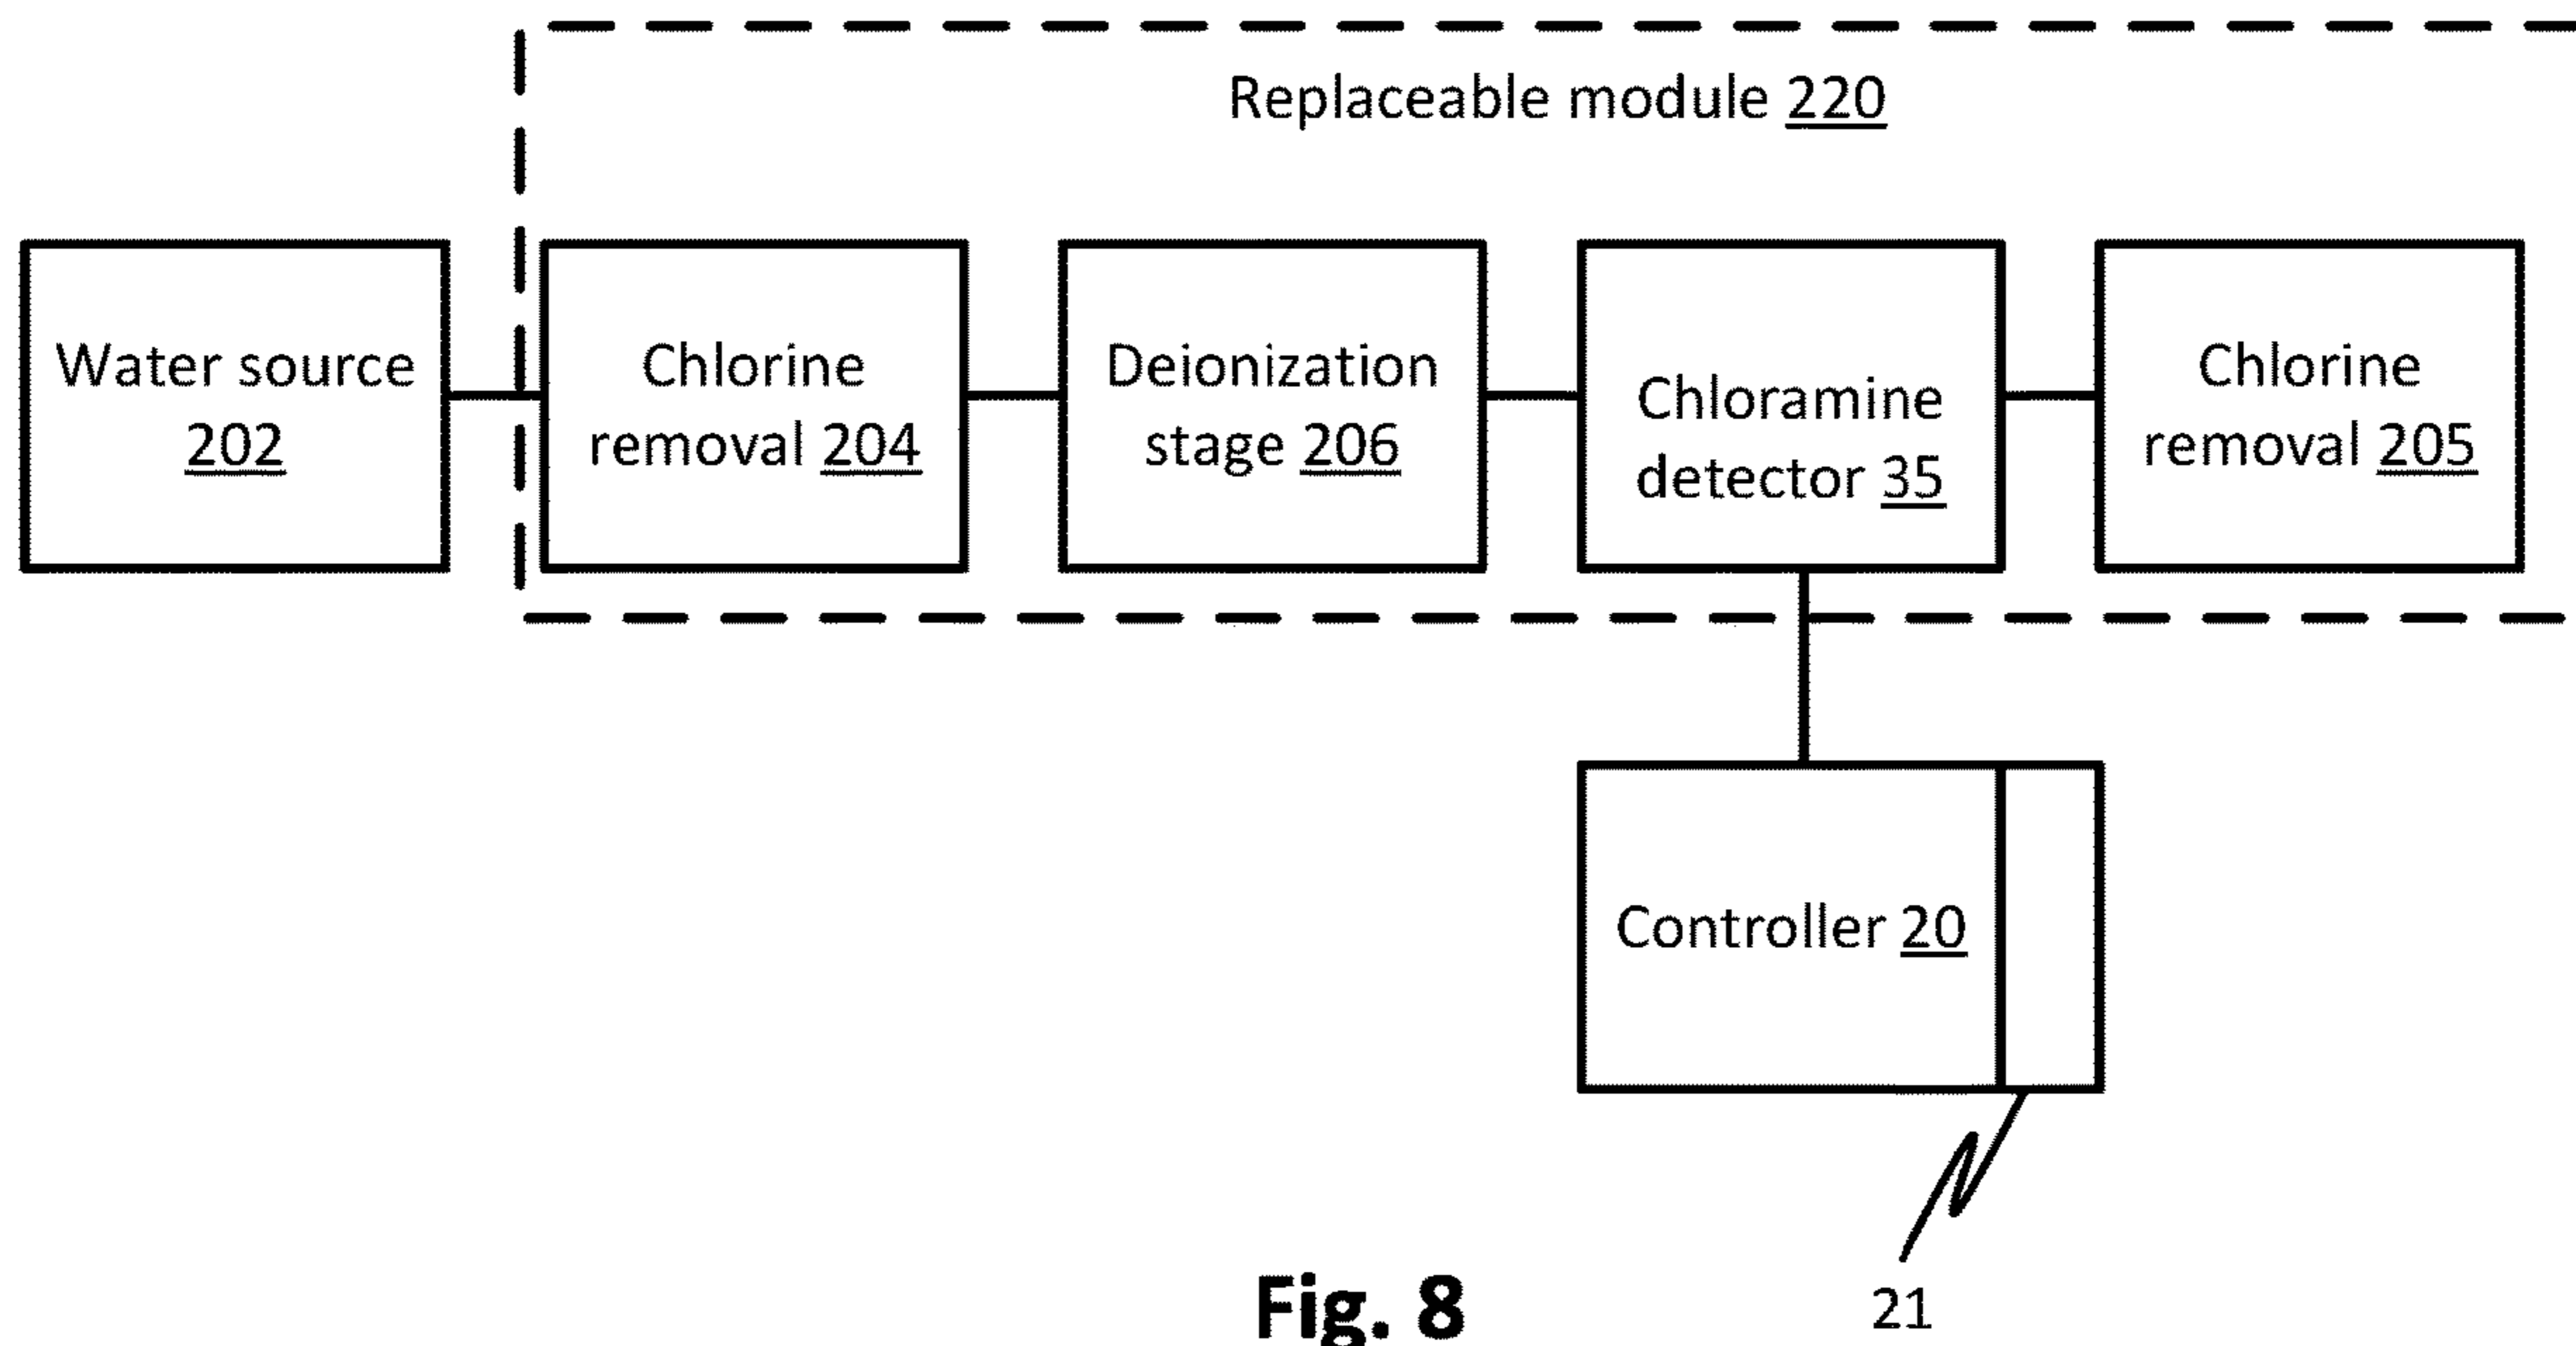 Replaceable module 220
Water source
202
Chlorine
removal 204
Deionization
stage 206
Chloramine
detector 35
Chlorine
removal 205
Controller 20
21
Fig. 8